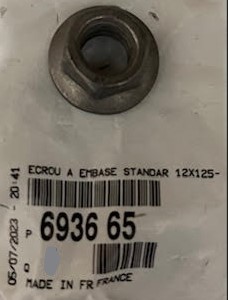 ECROU A EMBASE STANDAR 12X125-
05/07/2023 - 20:41
P 6936 65
Q
MADE IN FR FRANCE